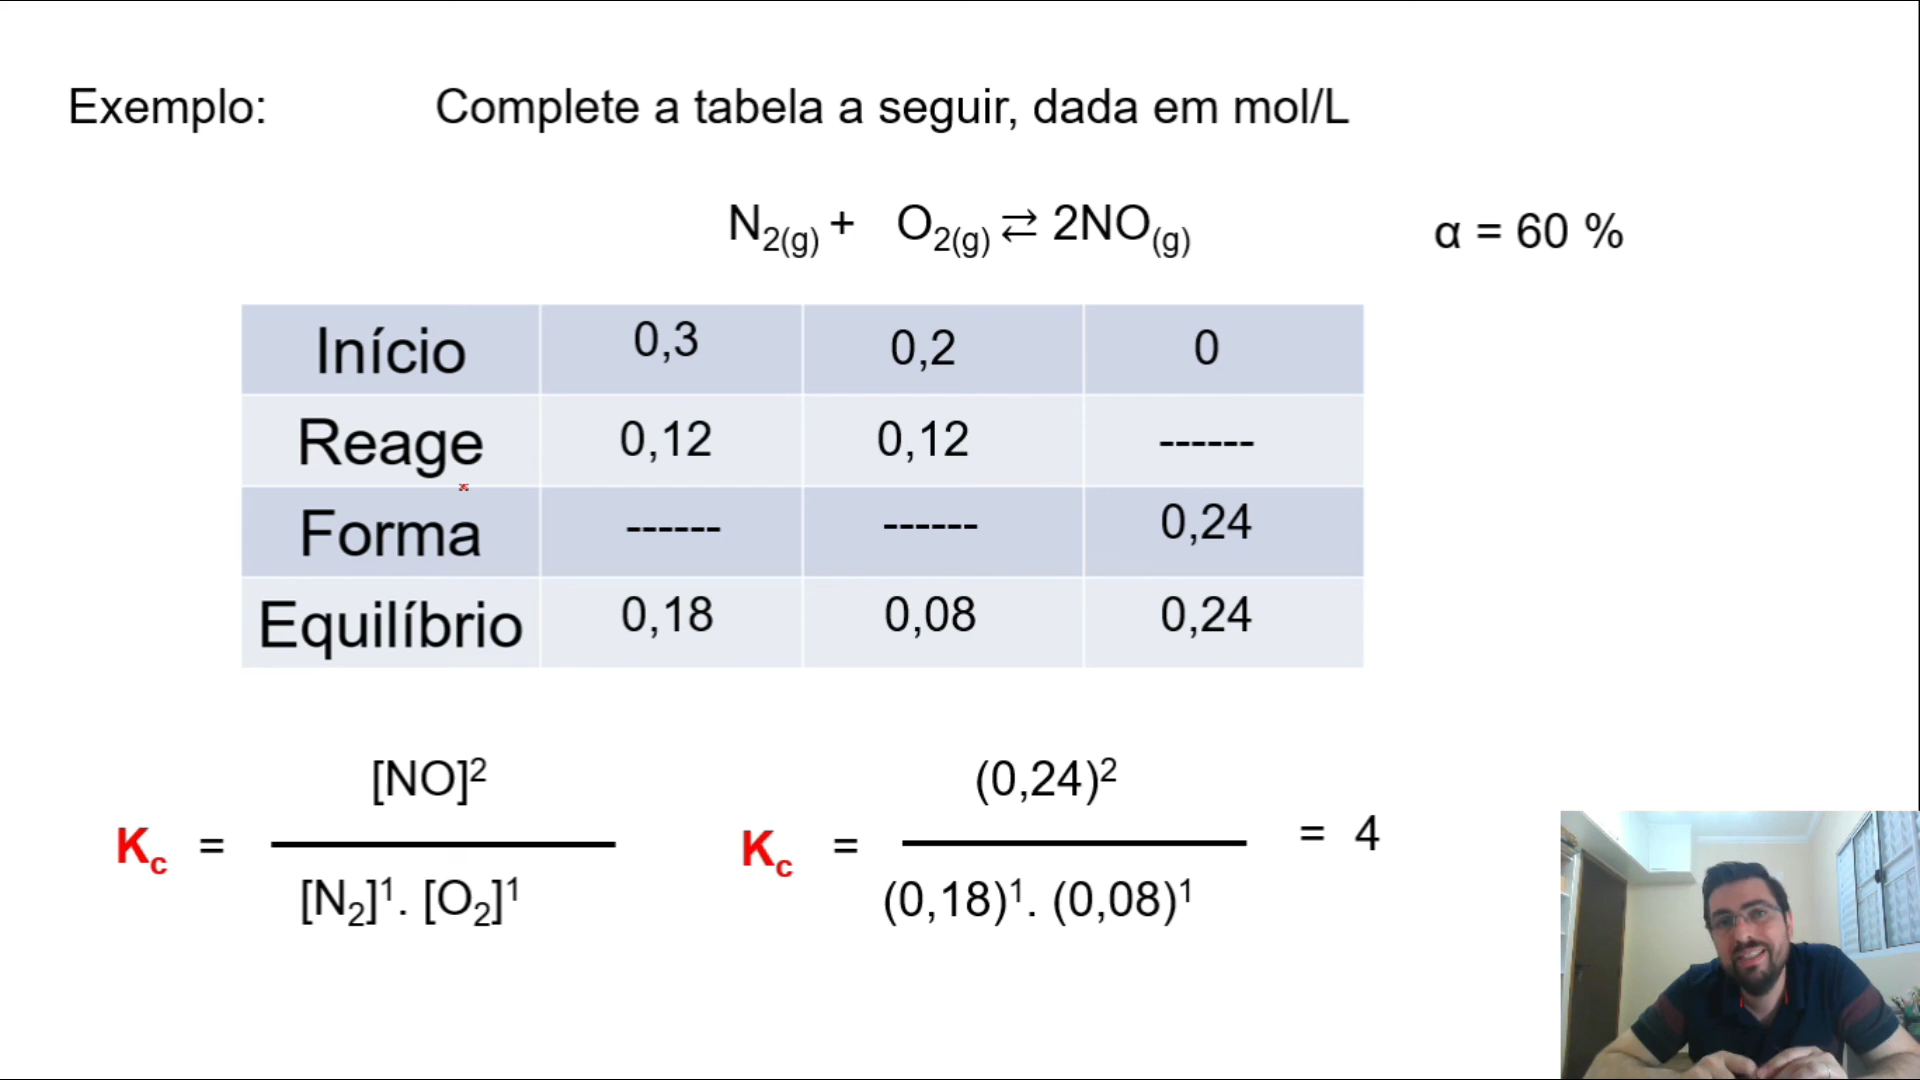 Exemplo: Complete a tabela a seguir, dada em mol/L
N₂₍g₎ + O₂₍g₎ ⇄ 2NO₍g₎ α = 60 %
Início 0,3 0,2 0
Reage 0,12 0,12 ------
Forma ------ ------ 0,24
Equilíbrio 0,18 0,08 0,24
[NO]² (0,24)²
Kc = Kc = = 4
[N₂]¹. [O₂]¹ (0,18)¹. (0,08)¹